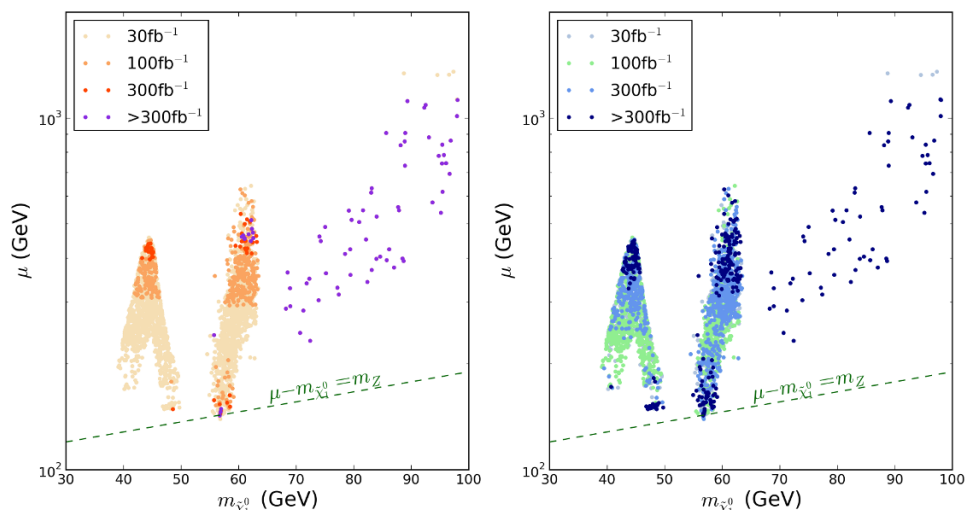 30fb⁻¹
100fb⁻¹
300fb⁻¹
>300fb⁻¹
μ (GeV)
10³
10²
μ−m_χ̃₁⁰=m_Z
30 40 50 60 70 80 90 100
m_χ̃₁⁰ (GeV)
30fb⁻¹
100fb⁻¹
300fb⁻¹
>300fb⁻¹
μ (GeV)
10³
10²
μ−m_χ̃₁⁰=m_Z
30 40 50 60 70 80 90 100
m_χ̃₁⁰ (GeV)